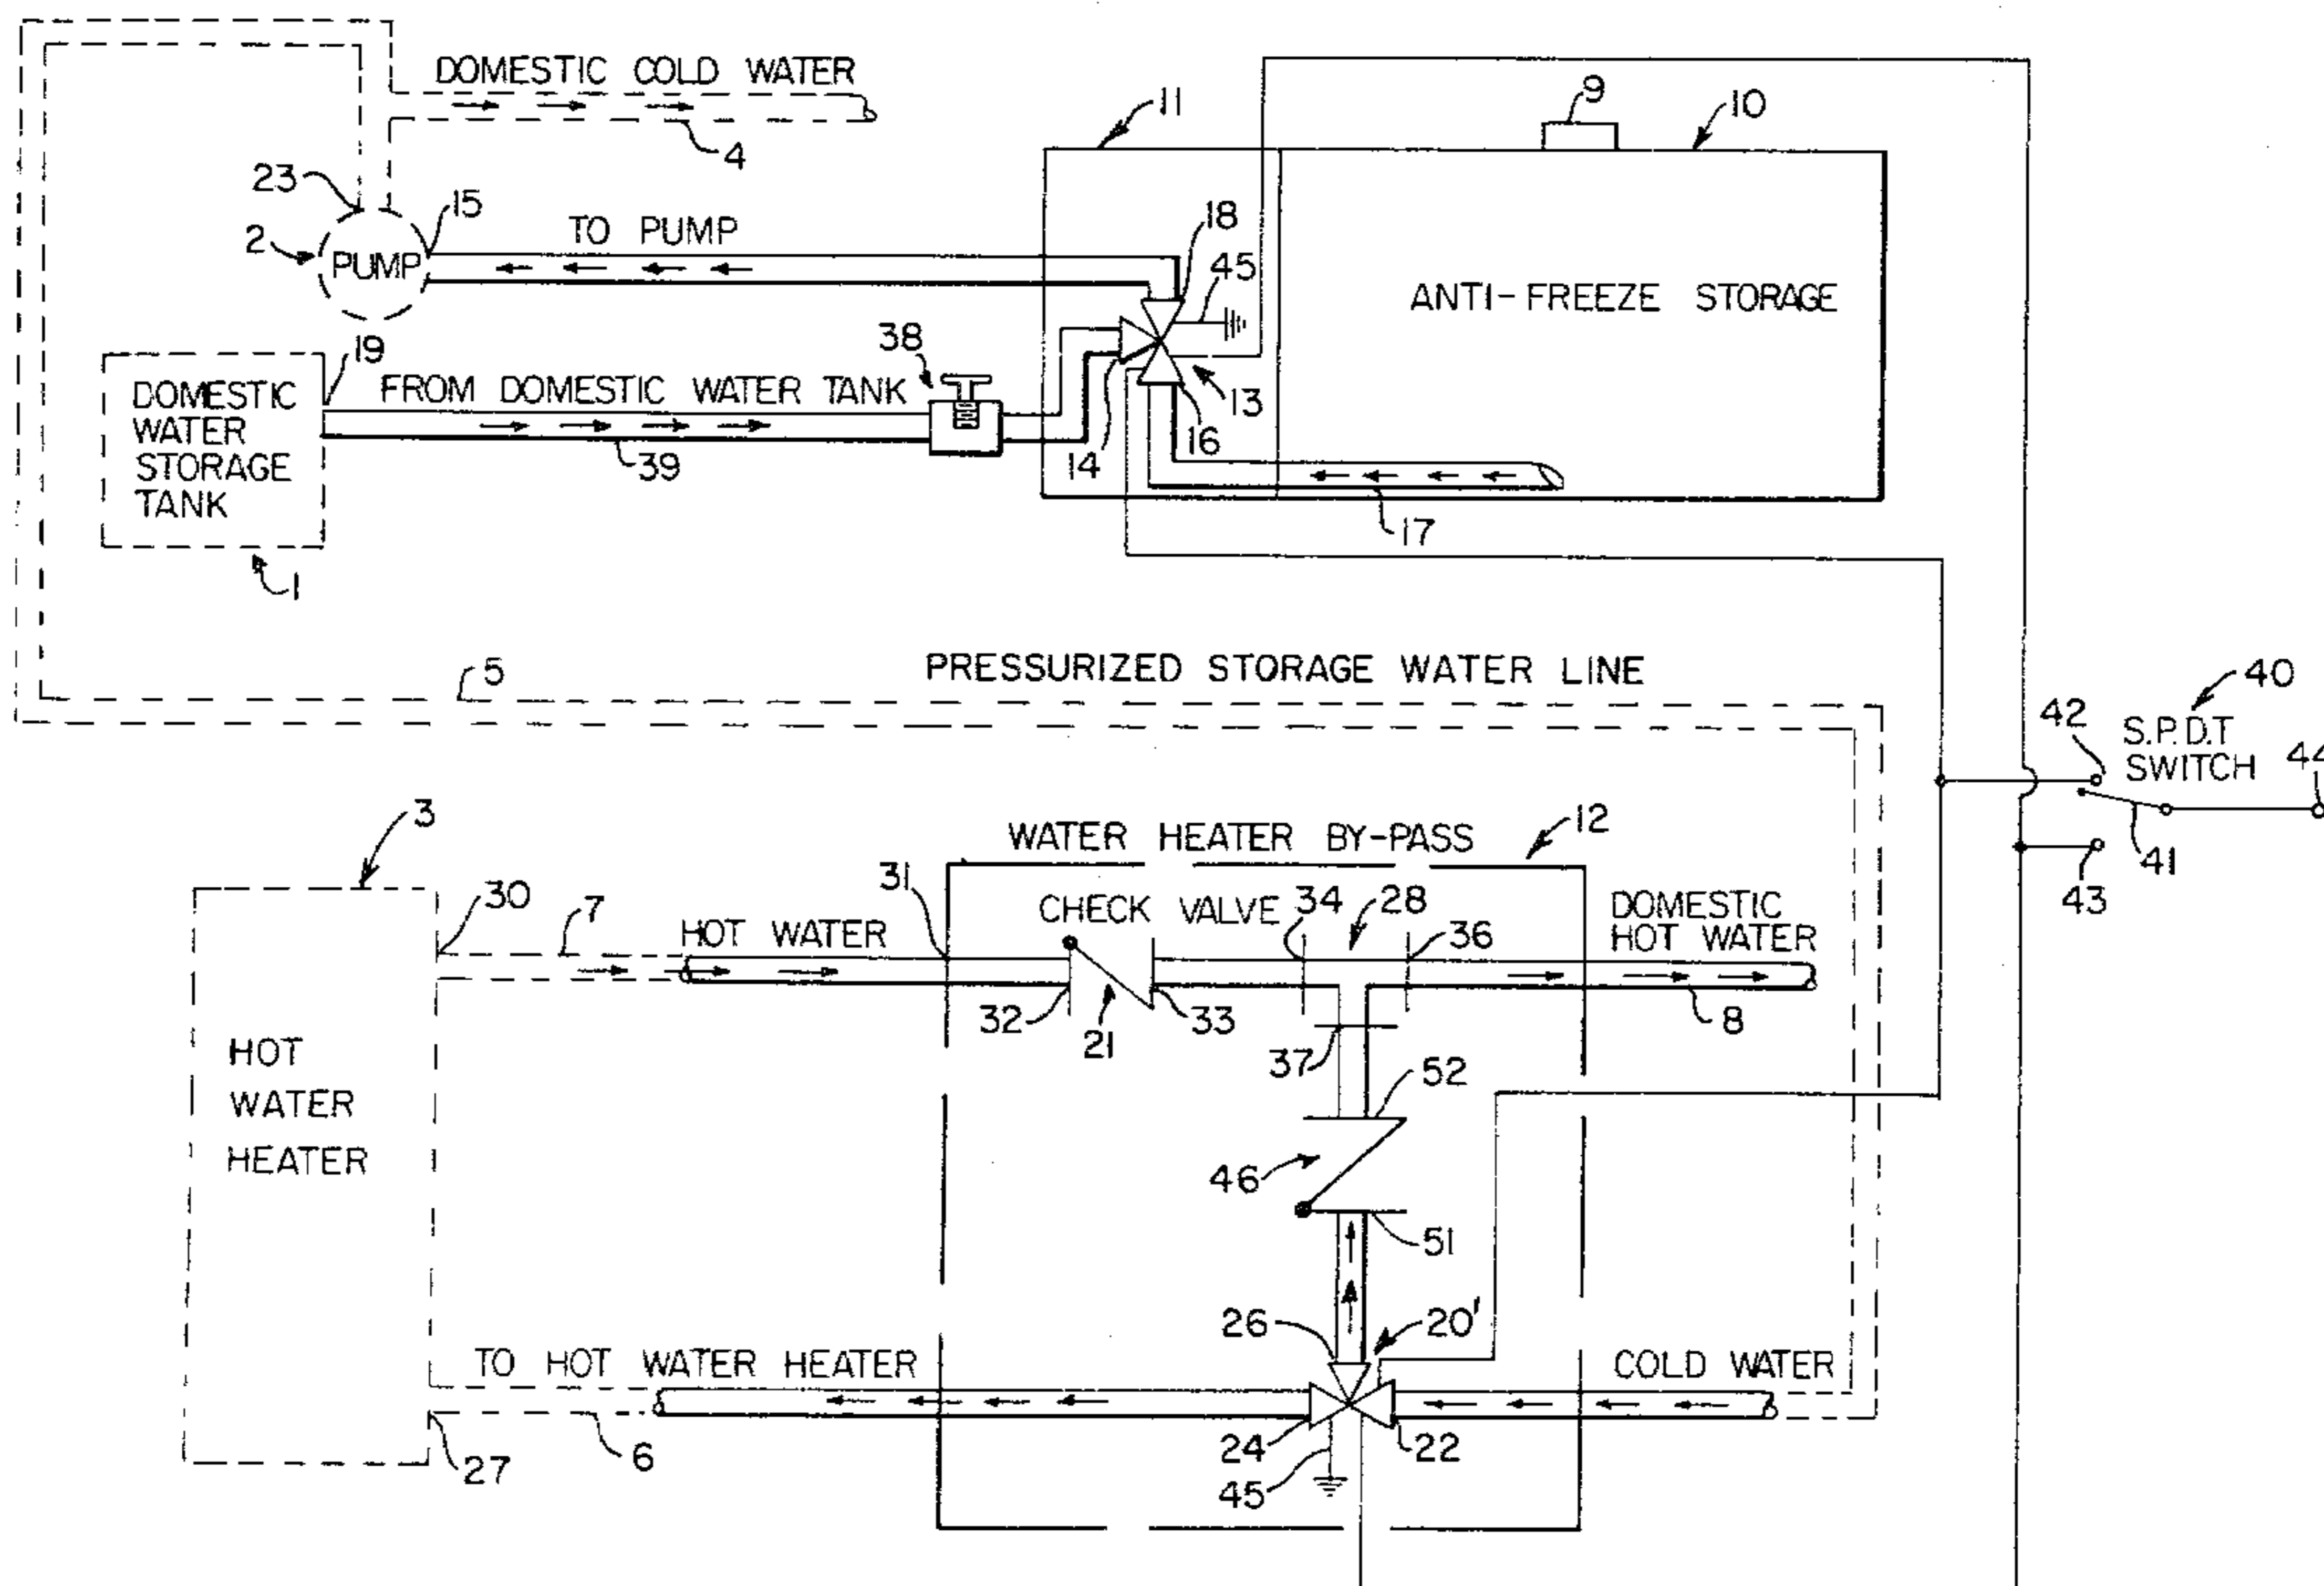 DOMESTIC COLD WATER
4
11
9
10
23
15
18
2
PUMP
TO PUMP
45
ANTI-FREEZE STORAGE
19
38
FROM DOMESTIC WATER TANK
13
DOMESTIC
WATER
STORAGE
TANK
39
14
16
17
1
5
PRESSURIZED STORAGE WATER LINE
40
42
S.P.D.T
SWITCH
44
41
43
3
WATER HEATER BY-PASS
12
30
7
31
HOT WATER
CHECK VALVE
34
28
36
DOMESTIC
HOT WATER
32
21
33
37
8
HOT
WATER
HEATER
52
46
51
26
20'
TO HOT WATER HEATER
COLD WATER
27
6
24
22
45